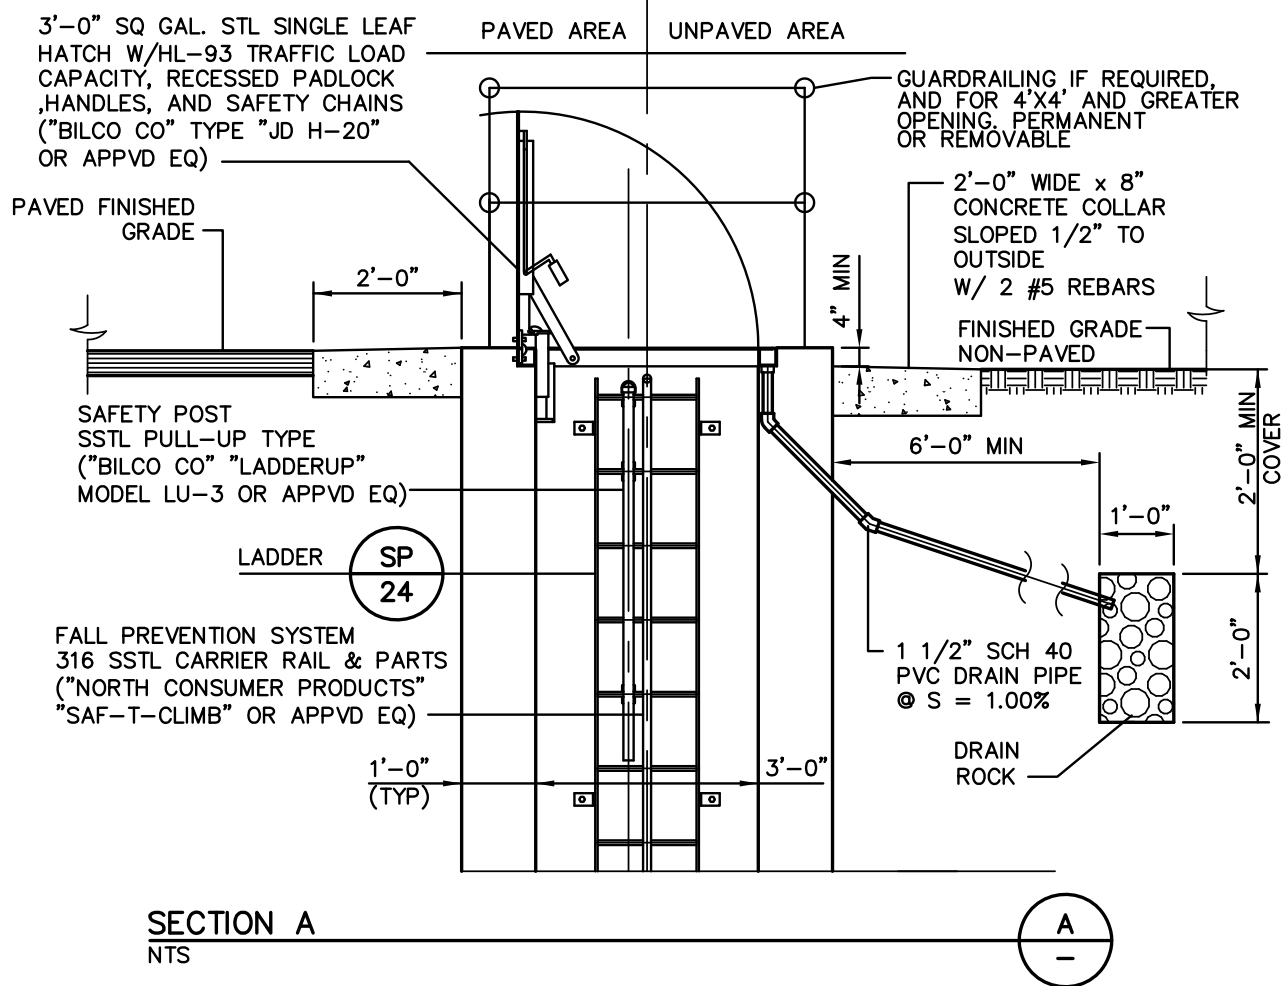 3'-0" SQ GAL. STL SINGLE LEAF
HATCH W/HL-93 TRAFFIC LOAD
CAPACITY, RECESSED PADLOCK
,HANDLES, AND SAFETY CHAINS
("BILCO CO" TYPE "JD H-20"
OR APPVD EQ)
PAVED AREA
UNPAVED AREA
GUARDRAILING IF REQUIRED,
AND FOR 4'X4' AND GREATER
OPENING. PERMANENT
OR REMOVABLE
PAVED FINISHED
GRADE
2'-0"
4" MIN
2'-0" WIDE x 8"
CONCRETE COLLAR
SLOPED 1/2" TO
OUTSIDE
W/ 2 #5 REBARS
FINISHED GRADE
NON-PAVED
SAFETY POST
SSTL PULL-UP TYPE
("BILCO CO" "LADDERUP"
MODEL LU-3 OR APPVD EQ)
6'-0" MIN
2'-0" MIN
COVER
1'-0"
LADDER
SP
24
FALL PREVENTION SYSTEM
316 SSTL CARRIER RAIL & PARTS
("NORTH CONSUMER PRODUCTS"
"SAF-T-CLIMB" OR APPVD EQ)
1 1/2" SCH 40
PVC DRAIN PIPE
@ S = 1.00%
2'-0"
DRAIN
ROCK
1'-0"
(TYP)
3'-0"
SECTION A
NTS
A
-